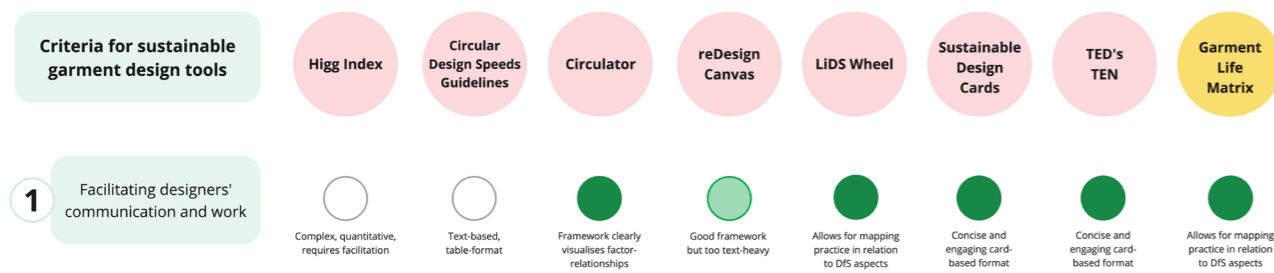 Criteria for sustainable
garment design tools
Higg Index
Circular
Design Speeds
Guidelines
Circulator
reDesign
Canvas
LiDS Wheel
Sustainable
Design
Cards
TED's
TEN
Garment
Life
Matrix
1
Facilitating designers'
communication and work
Complex, quantitative,
requires facilitation
Text-based,
table-format
Framework clearly
visualises factor-
relationships
Good framework
but too text-heavy
Allows for mapping
practice in relation
to DfS aspects
Concise and
engaging card-
based format
Concise and
engaging card-
based format
Allows for mapping
practice in relation
to DfS aspects